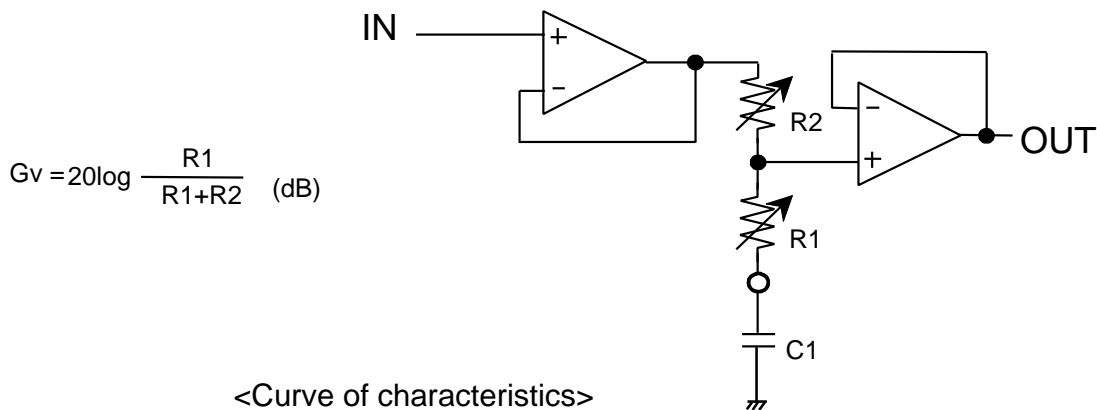 IN
+
−
R2
−
+
OUT
Gv =20log R1
R1+R2 (dB)
R1
C1
<Curve of characteristics>